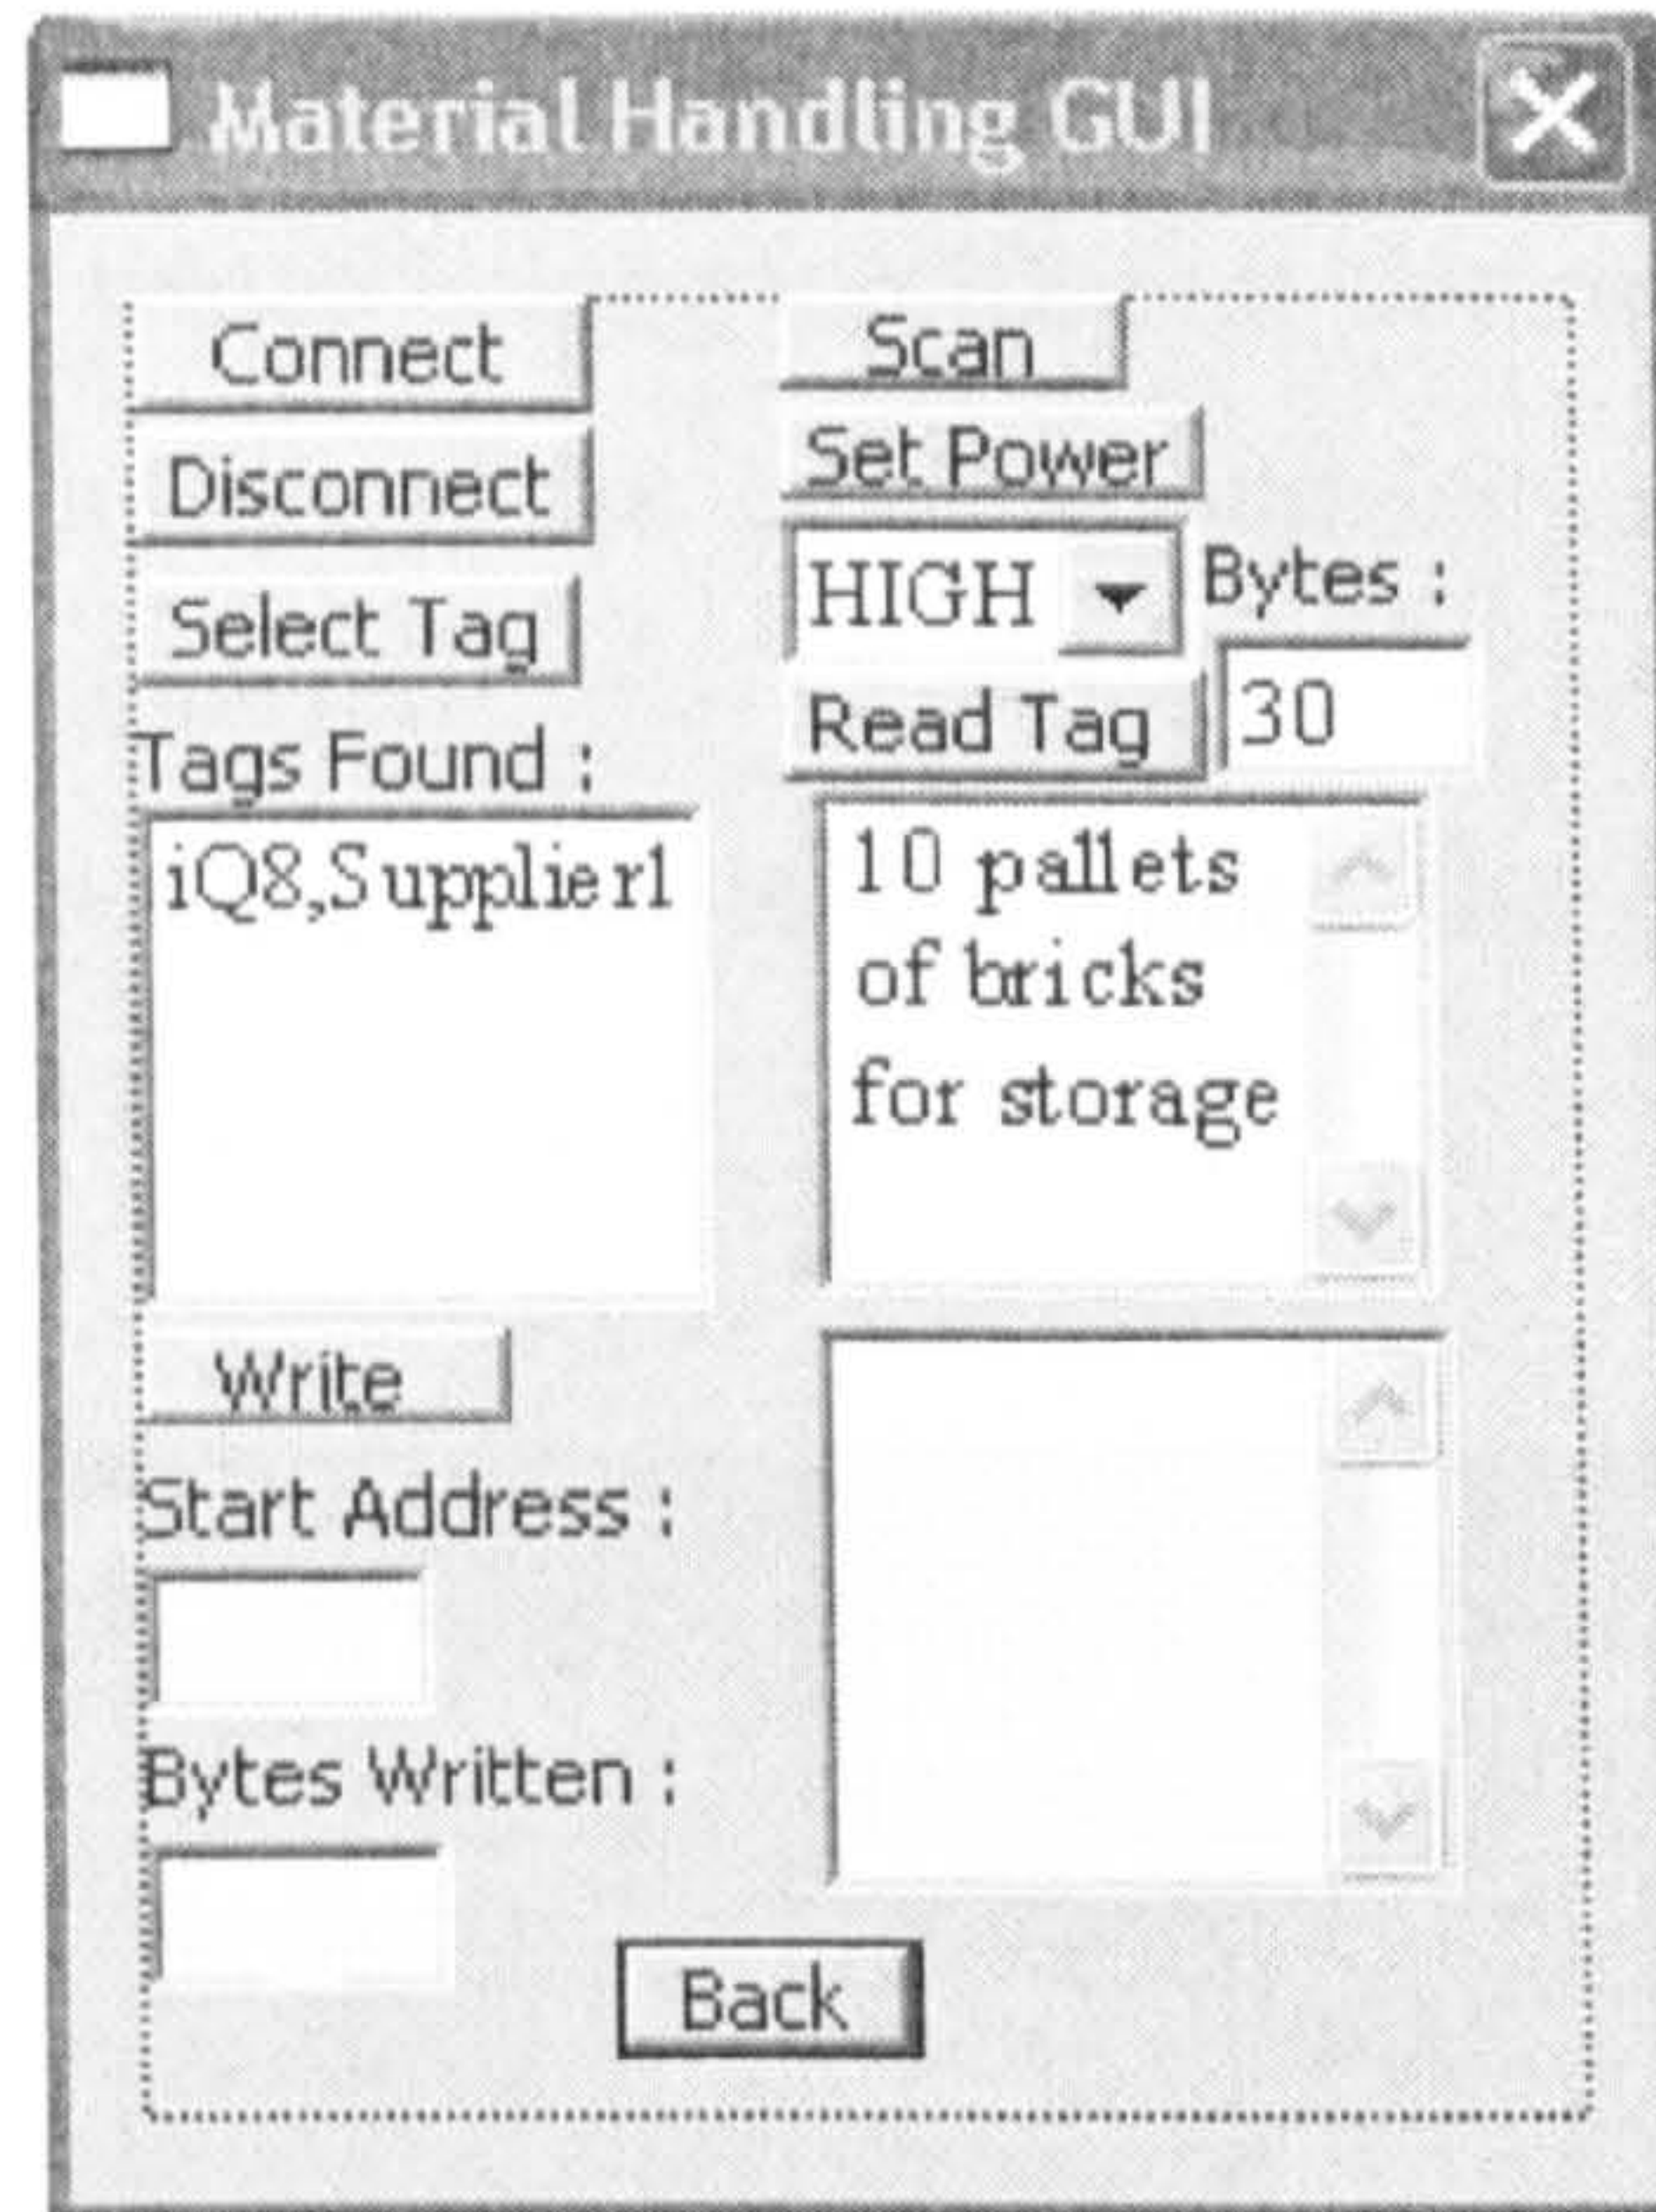 Material Handling GUI
Connect
Scan
Disconnect
Set Power
Select Tag
HIGH
Bytes :
Read Tag
30
Tags Found :
iQ8,Supplier1
10 pallets
of bricks
for storage
Write
Start Address :
Bytes Written :
Back